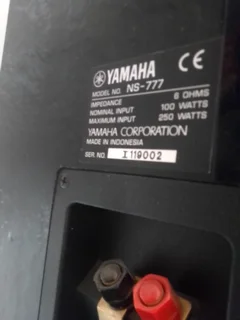 YAMAHA CE
MODEL NO. NS-777
IMPEDANCE 6 OHMS
NOMINAL INPUT 100 WATTS
MAXIMUM INPUT 250 WATTS
YAMAHA CORPORATION
MADE IN INDONESIA
SER. NO. I 119002